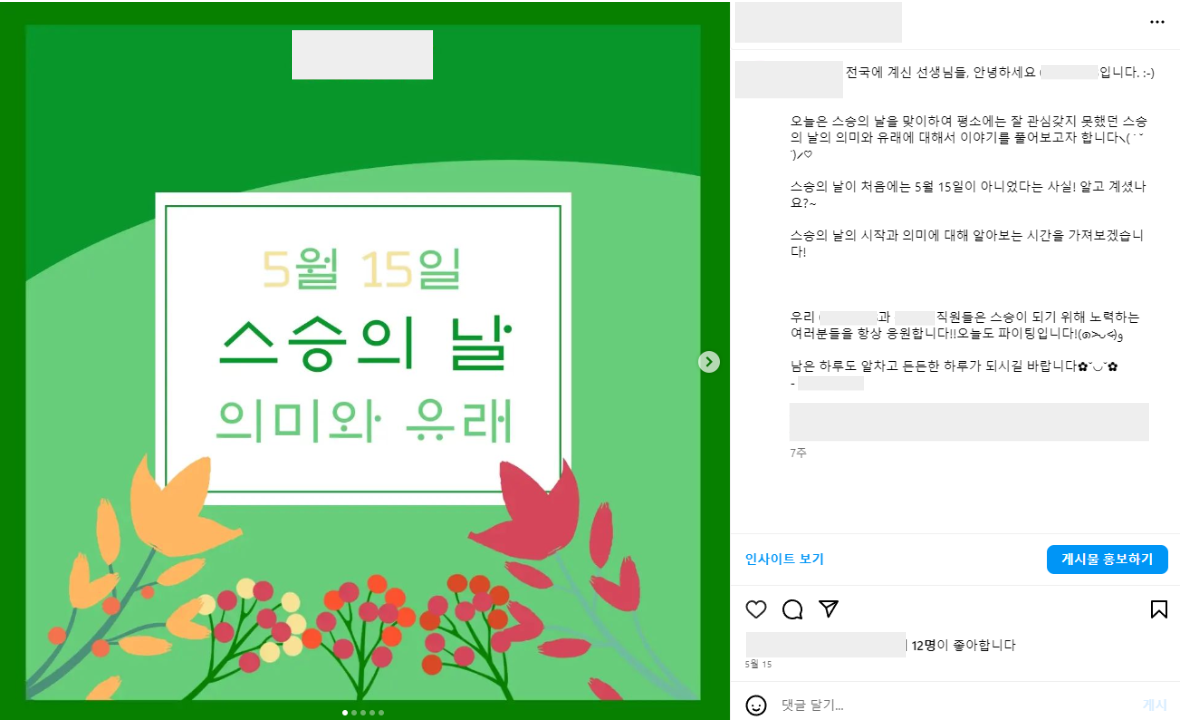 5월 15일
스승의 날
의미와 유래
전국에 계신 선생님들, 안녕하세요 ( 입니다. :-)
오늘은 스승의 날을 맞이하여 평소에는 잘 관심갖지 못했던 스승
의 날의 의미와 유래에 대해서 이야기를 풀어보고자 합니다ヽ( ˙ ˘
˙)ノ♡
스승의 날이 처음에는 5월 15일이 아니었다는 사실! 알고 계셨나
요?~
스승의 날의 시작과 의미에 대해 알아보는 시간을 가져보겠습니
다!
우리 ( 과 직원들은 스승이 되기 위해 노력하는
여러분들을 항상 응원합니다!!오늘도 파이팅입니다!(๑˃̵ᴗ˂̵)و
남은 하루도 알차고 든든한 하루가 되시길 바랍니다✿˘◡˘✿
-
7주
인사이트 보기
게시물 홍보하기
12명이 좋아합니다
5월 15
댓글 달기...
게시